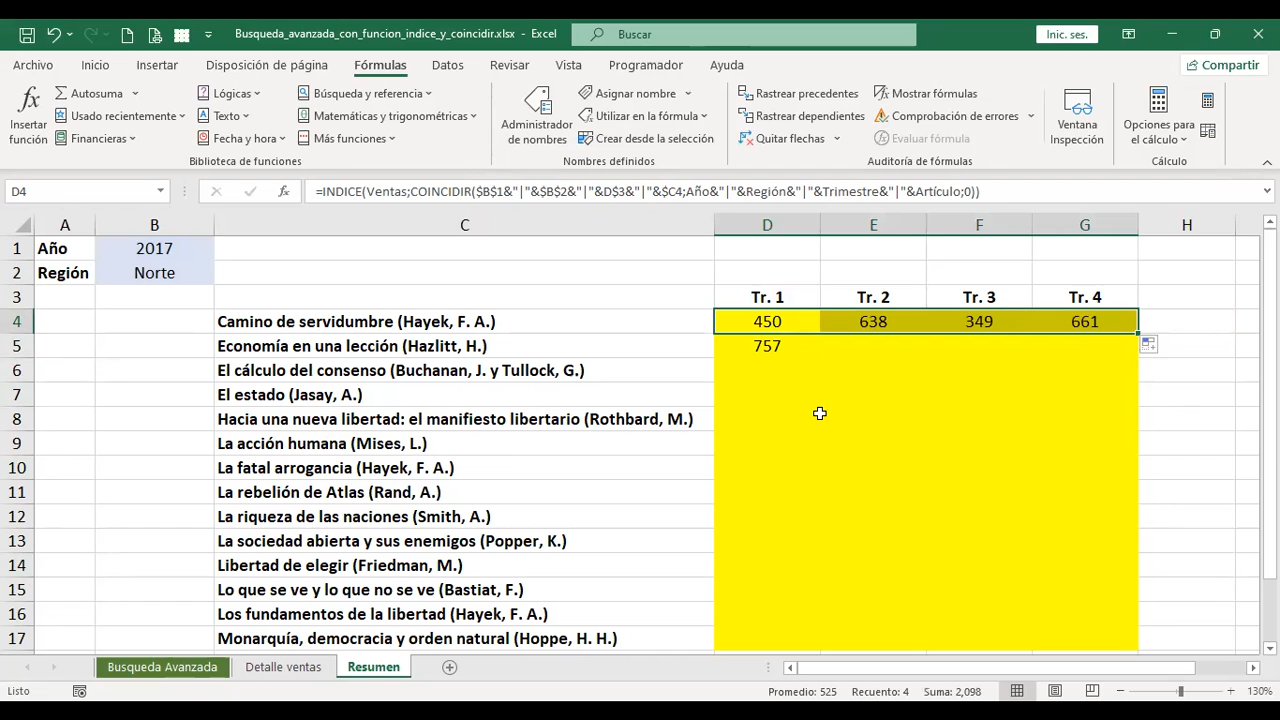 Busqueda_avanzada_con_funcion_indice_y_coincidir.xlsx - Excel
Buscar
Inic. ses.
Archivo Inicio Insertar Disposición de página Fórmulas Datos Revisar Vista Programador Ayuda
Compartir
fx Insertar función
Autosuma
Usado recientemente
Financieras
Lógicas
Texto
Fecha y hora
Búsqueda y referencia
Matemáticas y trigonométricas
Más funciones
Biblioteca de funciones
Administrador de nombres
Asignar nombre
Utilizar en la fórmula
Crear desde la selección
Nombres definidos
Rastrear precedentes
Rastrear dependientes
Quitar flechas
Mostrar fórmulas
Comprobación de errores
Evaluar fórmula
Auditoría de fórmulas
Ventana Inspección
Opciones para el cálculo
Cálculo
D4
fx
=INDICE(Ventas;COINCIDIR($B$1&"|"&$B$2&"|"&D$3&"|"&$C4;Año&"|"&Región&"|"&Trimestre&"|"&Artículo;0))
A B C D E F G H
1 Año 2017
2 Región Norte
3 Tr. 1 Tr. 2 Tr. 3 Tr. 4
4 Camino de servidumbre (Hayek, F. A.) 450 638 349 661
5 Economía en una lección (Hazlitt, H.) 757
6 El cálculo del consenso (Buchanan, J. y Tullock, G.)
7 El estado (Jasay, A.)
8 Hacia una nueva libertad: el manifiesto libertario (Rothbard, M.)
9 La acción humana (Mises, L.)
10 La fatal arrogancia (Hayek, F. A.)
11 La rebelión de Atlas (Rand, A.)
12 La riqueza de las naciones (Smith, A.)
13 La sociedad abierta y sus enemigos (Popper, K.)
14 Libertad de elegir (Friedman, M.)
15 Lo que se ve y lo que no se ve (Bastiat, F.)
16 Los fundamentos de la libertad (Hayek, F. A.)
17 Monarquía, democracia y orden natural (Hoppe, H. H.)
Busqueda Avanzada Detalle ventas Resumen
Listo
Promedio: 525 Recuento: 4 Suma: 2,098
130%